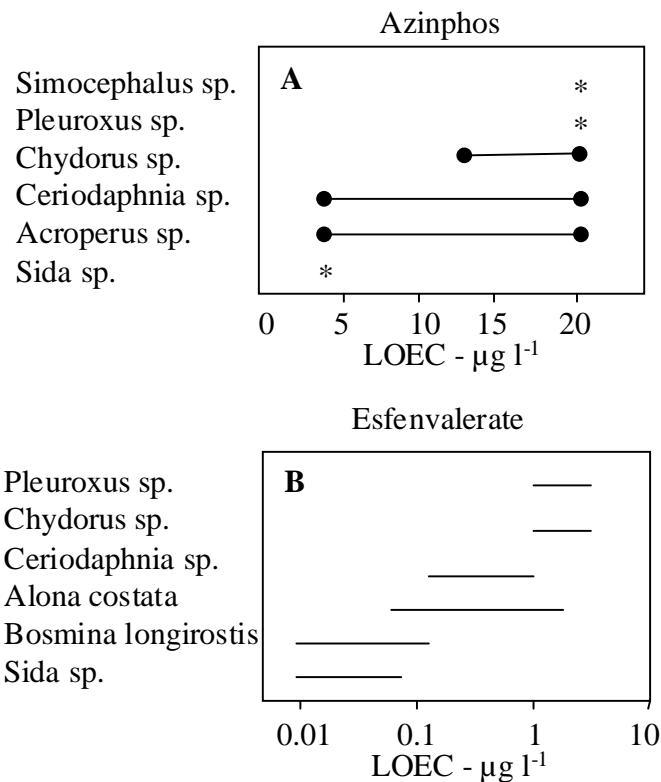 Azinphos
A
Simocephalus sp. *
Pleuroxus sp. *
Chydorus sp.
Ceriodaphnia sp.
Acroperus sp.
Sida sp. *
0 5 10 15 20
LOEC - µg l-1
Esfenvalerate
B
Pleuroxus sp.
Chydorus sp.
Ceriodaphnia sp.
Alona costata
Bosmina longirostis
Sida sp.
0.01 0.1 1 10
LOEC - µg l-1